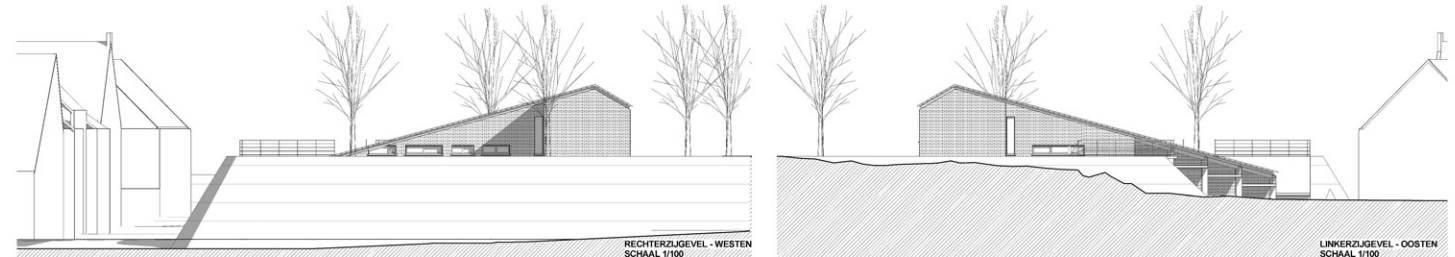 RECHTERZIJGEVEL - WESTEN
SCHAAL 1/100
LINKERZIJGEVEL - OOSTEN
SCHAAL 1/100